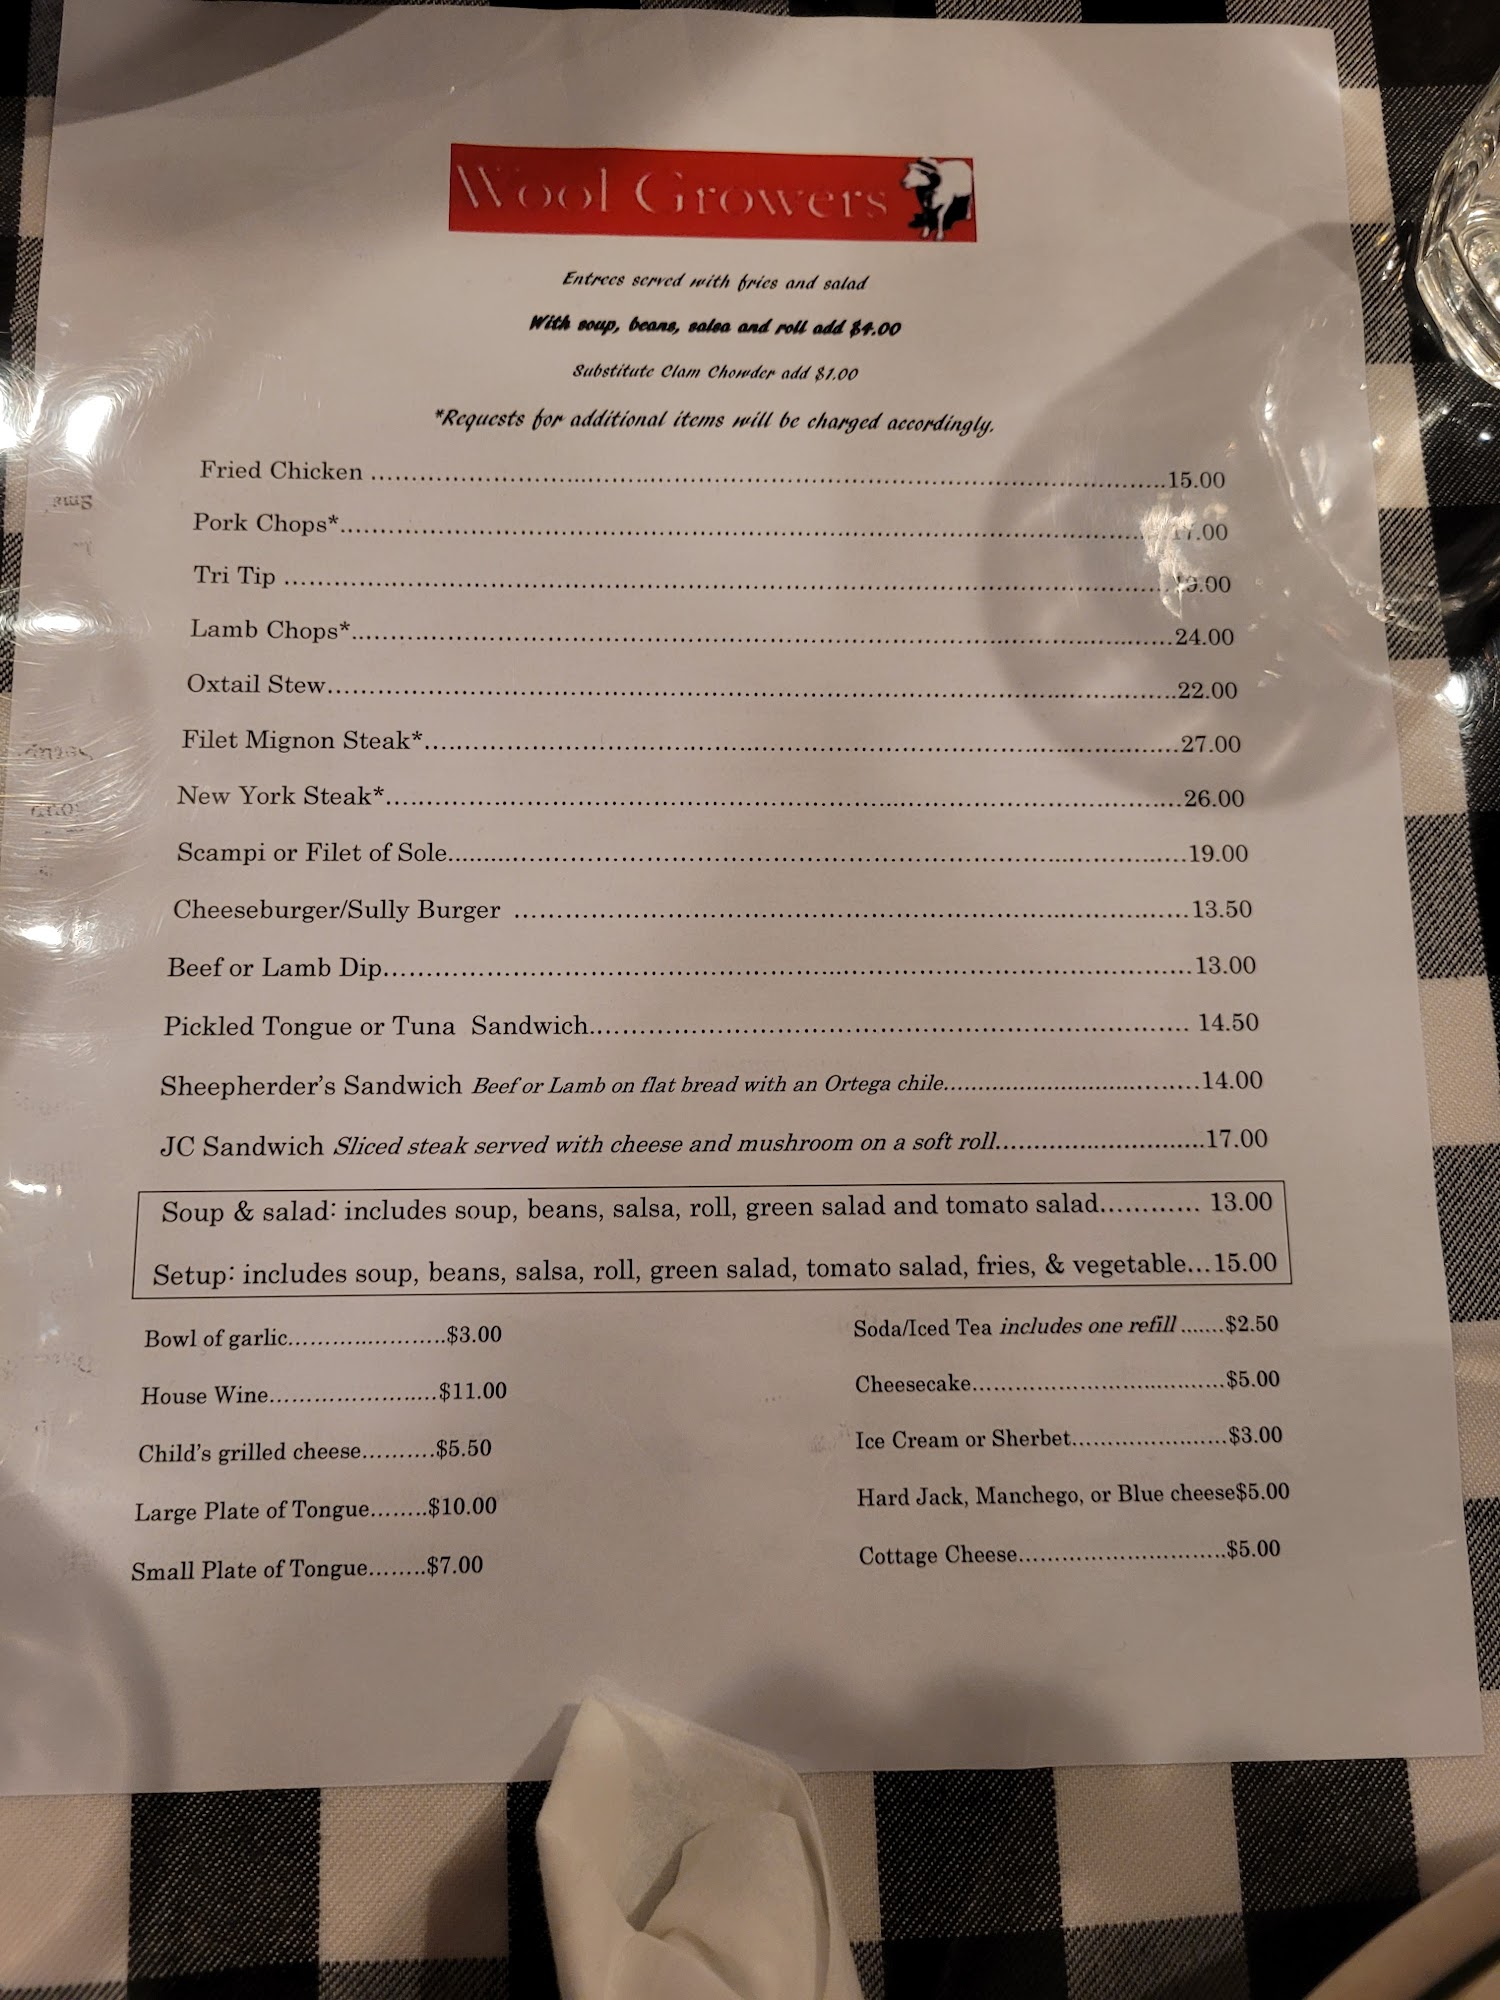 Wool Growers
Entrees served with fries and salad
With soup, beans, salsa and roll add $4.00
Substitute Clam Chowder add $1.00
*Requests for additional items will be charged accordingly.
Fried Chicken ........................15.00
Pork Chops*........................17.00
Tri Tip ........................19.00
Lamb Chops*........................24.00
Oxtail Stew........................22.00
Filet Mignon Steak*........................27.00
New York Steak*........................26.00
Scampi or Filet of Sole........................19.00
Cheeseburger/Sully Burger ........................13.50
Beef or Lamb Dip........................13.00
Pickled Tongue or Tuna Sandwich........................ 14.50
Sheepherder's Sandwich Beef or Lamb on flat bread with an Ortega chile........................14.00
JC Sandwich Sliced steak served with cheese and mushroom on a soft roll........................17.00
Soup & salad: includes soup, beans, salsa, roll, green salad and tomato salad............ 13.00
Setup: includes soup, beans, salsa, roll, green salad, tomato salad, fries, & vegetable...15.00
Bowl of garlic.....................$3.00
House Wine.......................$11.00
Child's grilled cheese..........$5.50
Large Plate of Tongue........$10.00
Small Plate of Tongue........$7.00
Soda/Iced Tea includes one refill .......$2.50
Cheesecake..................................$5.00
Ice Cream or Sherbet.....................$3.00
Hard Jack, Manchego, or Blue cheese$5.00
Cottage Cheese............................$5.00